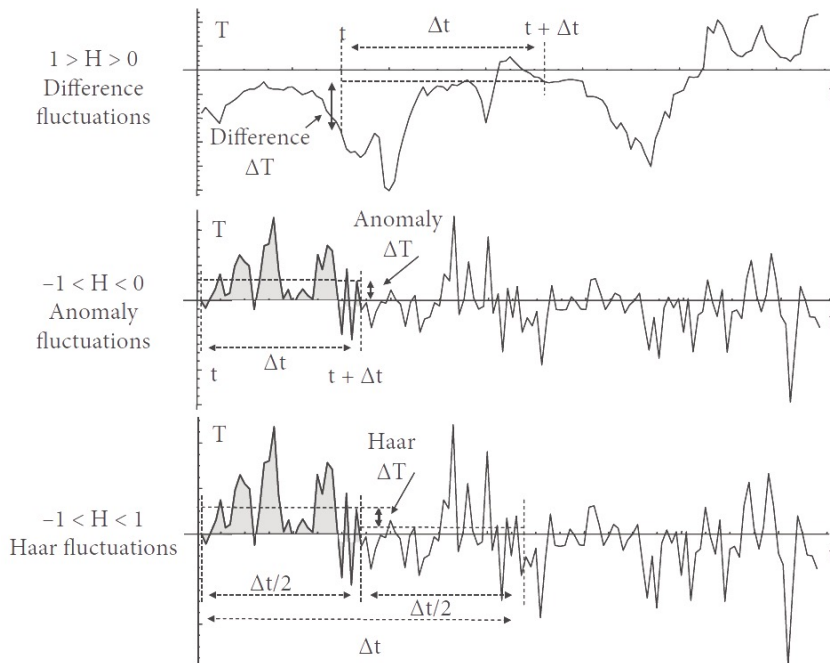 1 > H > 0
Difference
fluctuations
T
t
Δt
t + Δt
Difference
ΔT
−1 < H < 0
Anomaly
fluctuations
T
Anomaly
ΔT
Δt
t
t + Δt
−1 < H < 1
Haar fluctuations
T
Haar
ΔT
Δt/2
Δt/2
Δt